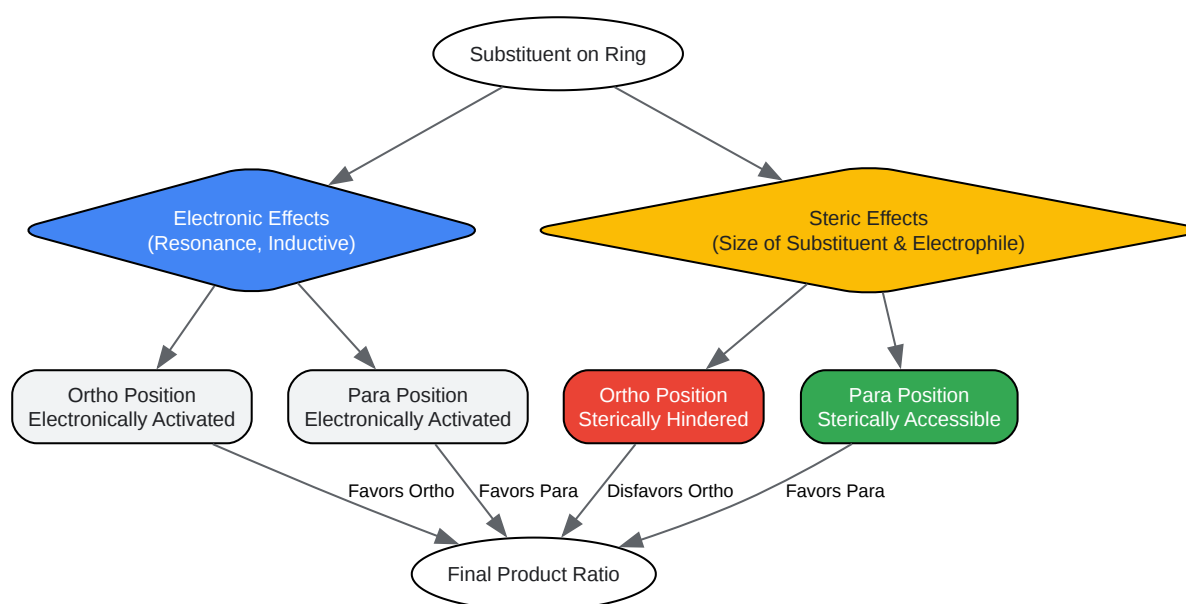 Substituent on Ring
Electronic Effects
(Resonance, Inductive)
Steric Effects
(Size of Substituent & Electrophile)
Ortho Position
Electronically Activated
Para Position
Electronically Activated
Ortho Position
Sterically Hindered
Para Position
Sterically Accessible
Favors Ortho
Favors Para
Disfavors Ortho
Favors Para
Final Product Ratio